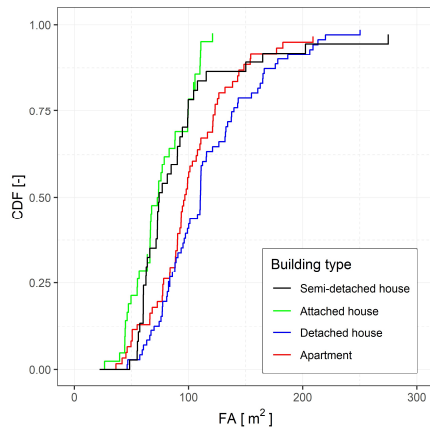 1.00
0.75
0.50
0.25
0.00
CDF [-]
0
100
200
300
FA [ m² ]
Building type
Semi-detached house
Attached house
Detached house
Apartment